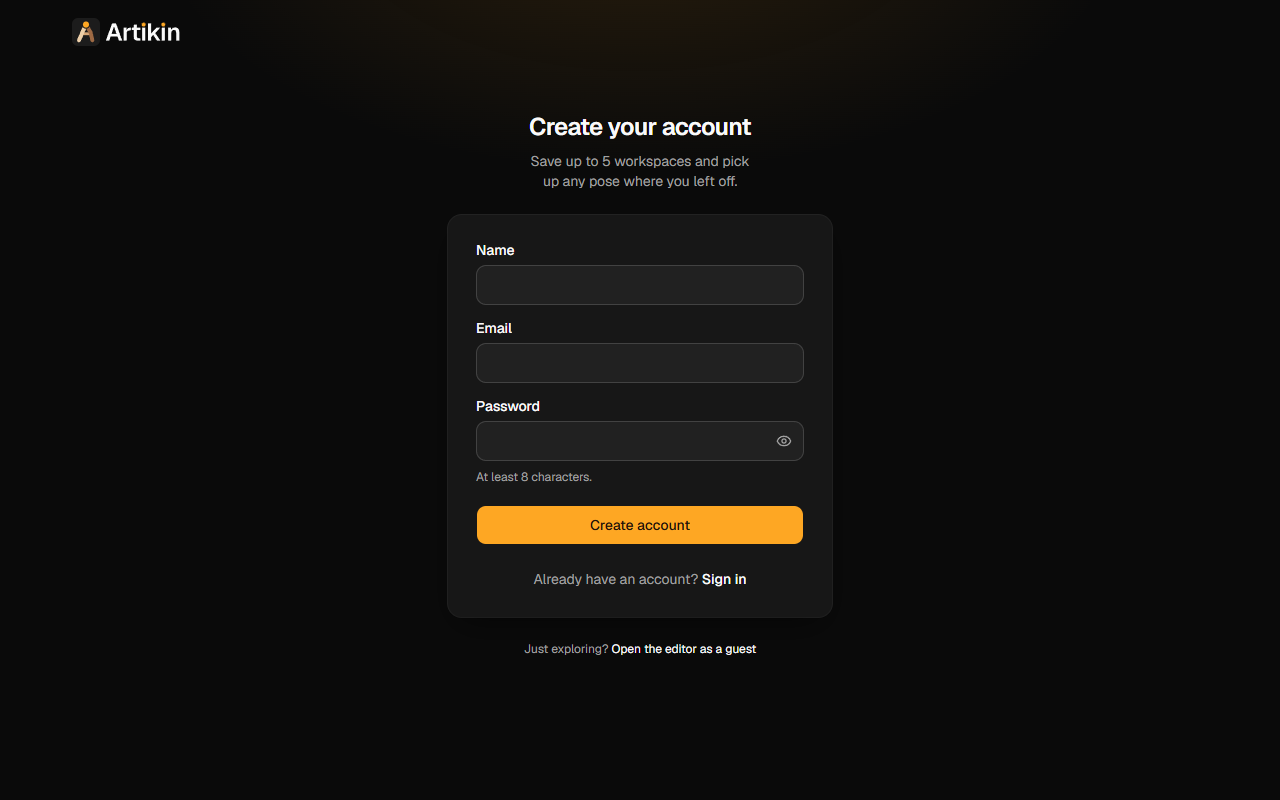 Artikin
Create your account
Save up to 5 workspaces and pick
up any pose where you left off.
Name
Email
Password
At least 8 characters.
Create account
Already have an account? Sign in
Just exploring? Open the editor as a guest